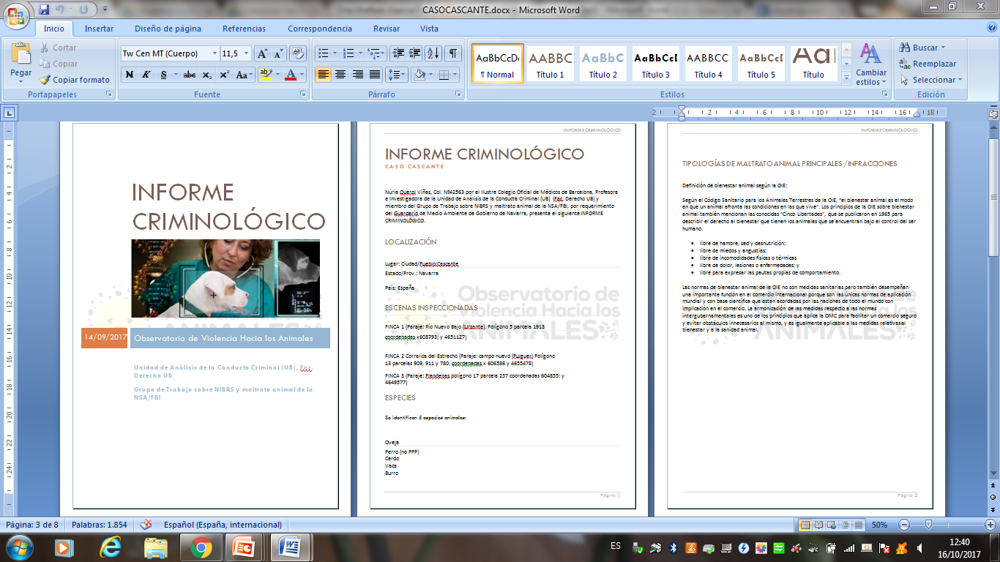 CASOCASCANTE.docx - Microsoft Word
Inicio
Insertar
Diseño de página
Referencias
Correspondencia
Revisar
Vista
Pegar
Cortar
Copiar
Copiar formato
Portapapeles
Tw Cen MT (Cuerpo)
11,5
N K S abc x₂ x² Aa
Fuente
Párrafo
AaBbCcDc
¶ Normal
AABBC
Título 1
AaBbC
Título 2
AaBbCcI
Título 3
AABBCC
Título 4
AaBbCcI
Título 5
Aa
Título
Cambiar
estilos
Estilos
Buscar
Reemplazar
Seleccionar
Edición
2 2 4 6 8 10 12 14 16 18
INFORME
CRIMINOLÓGICO
14/09/2017
Observatorio de Violencia Hacia los Animales
Unidad de Análisis de la Conducta Criminal (UB), Fac.
Derecho UB
Grupo de Trabajo sobre NIBRS y maltrato animal de la
NSA/FBI
INFORME CRIMINOLÓGICO
INFORME CRIMINOLÓGICO
CASO CASCANTE
Núria Querol Viñas, Col. N942563 por el Ilustre Colegio Oficial de Médicos de Barcelona, Profesora
e Investigadora de la Unidad de Análisis de la Conducta Criminal (UB) (Fac. Derecho UB) y
miembro del Grupo de Trabajo sobre NIBRS y maltrato animal de la NSA/FBI, por requerimiento
del Guarderío de Medio Ambiente de Gobierno de Navarra, presenta el siguiente INFORME
CRIMINOLÓGICO.
LOCALIZACIÓN
Lugar: Ciudad/Pueblo:Cascante
Estado/Prov.: Navarra
País: España
Observatorio de
Violencia Hacia los
ANIMALES
ESCENAS INSPECCIONADAS
FINCA 1 (Paraje: Río Nuevo Bajo (Urzante). Polígono 5 parcela 1913
coordenadas x608793; y 4651127)
FINCA 2 Corraliza del Estrecho (Paraje: campo nuevo (Pulguer) Polígono
13 parcelas 909, 911 y 780. coordenadas x 606586 y 4655478)
FINCA 3 (Paraje: Plandenas polígono 17 parcela 257 coordenadas 604855; y
4649577)
ESPECIES
Se identifican 5 especies animales:
Oveja
Perro (no PPP)
Cerdo
Vaca
Burro
Página 1
INFORME CRIMINOLÓGICO
TIPOLOGÍAS DE MALTRATO ANIMAL PRINCIPALES /INFRACCIONES
Definición de bienestar animal según la OIE:
Según el Código Sanitario para los Animales Terrestres de la OIE, "el bienestar animal es el modo
en que un animal afronta las condiciones en las que vive". Los principios de la OIE sobre bienestar
animal también mencionan las conocidas "Cinco Libertades", que se publicaron en 1965 para
describir el derecho al bienestar que tienen los animales que se encuentran bajo el control del ser
humano.
• libre de hambre, sed y desnutrición;
• libre de miedos y angustias;
• libre de incomodidades físicas o térmicas
• libre de dolor, lesiones o enfermedades; y
• libre para expresar las pautas propias de comportamiento.
Las normas de bienestar animal de la OIE no son medidas sanitarias pero también desempeñan
una importante función en el comercio internacional porque son las únicas normas de aplicación
mundial y con base científica que están acordadas por las naciones de todo el mundo con
implicación en el comercio. La armonización de las medidas respecto a las normas
intergubernamentales es uno de los principios que aplica la OMC para facilitar un comercio seguro
y evitar obstáculos innecesarios al mismo, y es igualmente aplicable a las medidas relativas al
bienestar y a la sanidad animal.
Página 2
Página: 3 de 8
Palabras: 1.854
Español (España, internacional)
50%
ES
12:40
16/10/2017